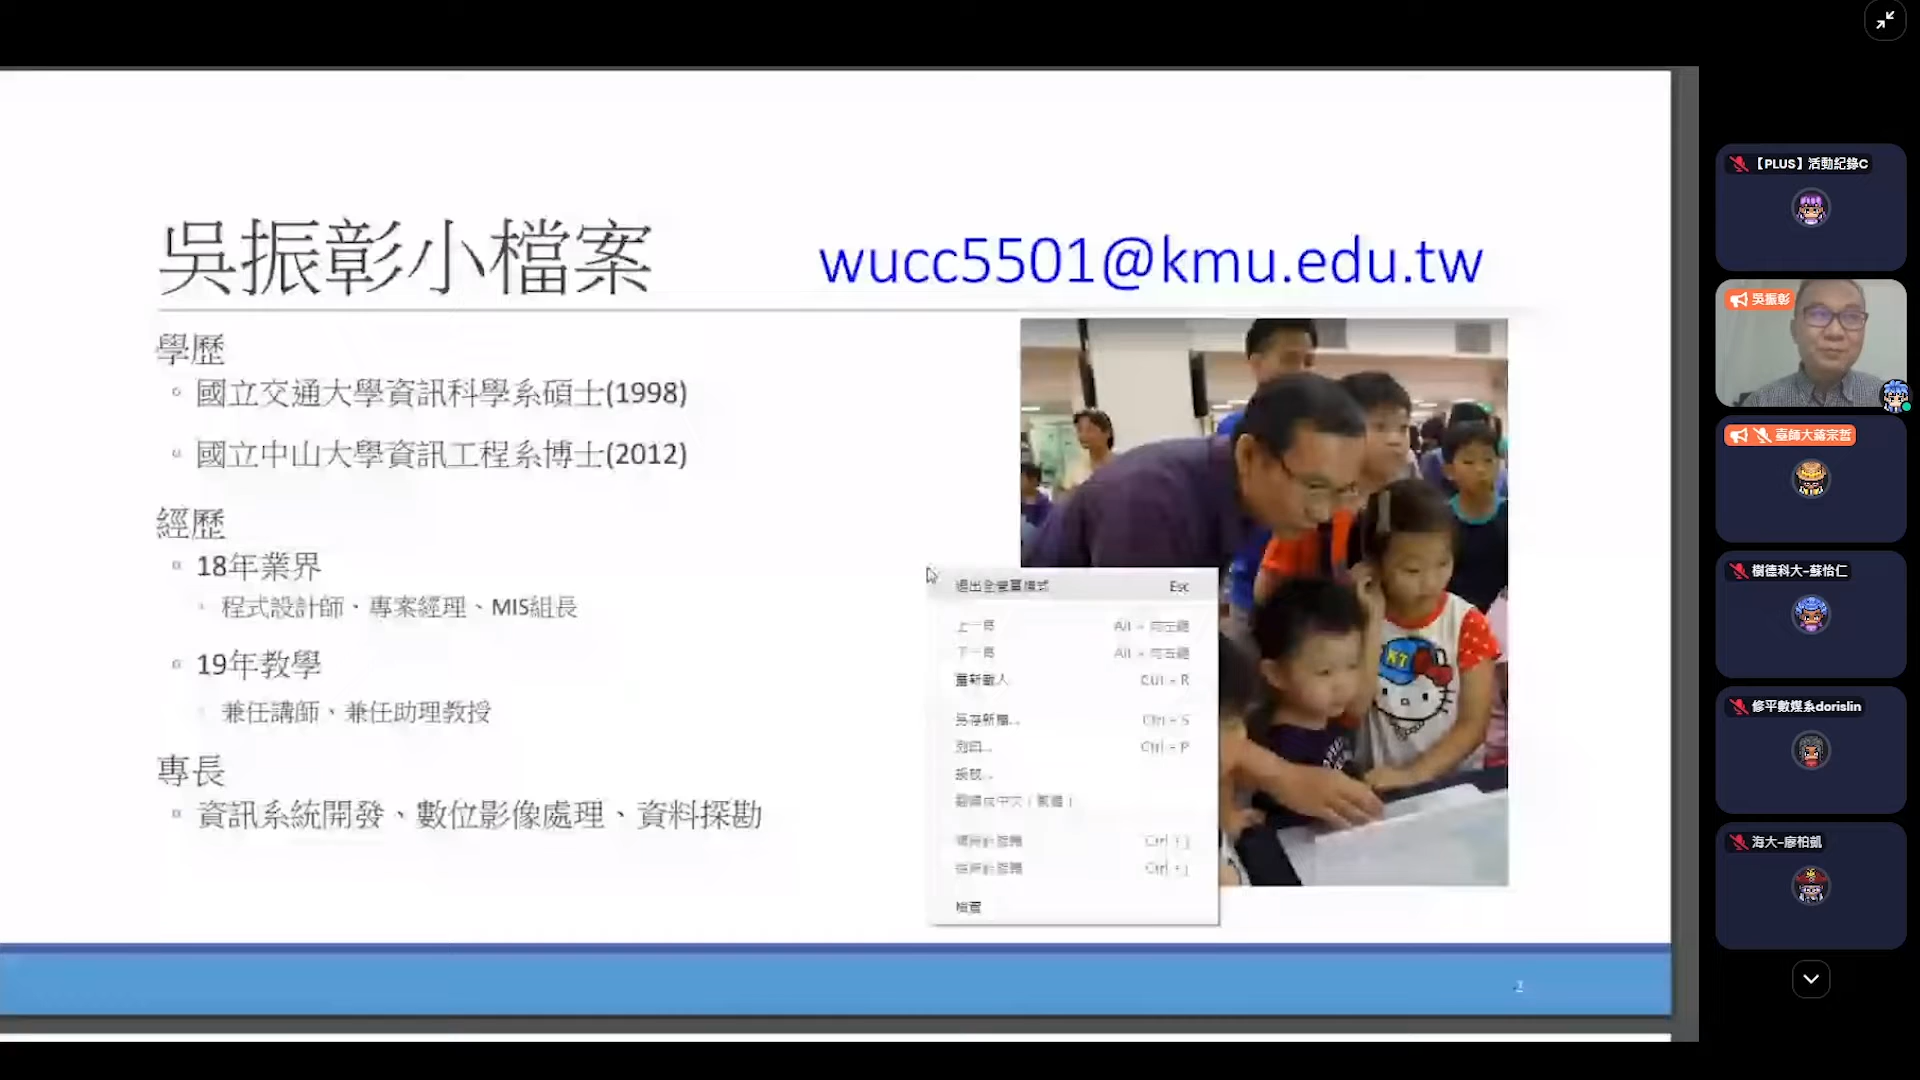 吳振彰小檔案
wucc5501@kmu.edu.tw
學歷
國立交通大學資訊科學系碩士(1998)
國立中山大學資訊工程系博士(2012)
經歷
18年業界
程式設計師、專案經理、MIS組長
19年教學
兼任講師、兼任助理教授
專長
資訊系統開發、數位影像處理、資料探勘
退出全螢幕模式 Esc
上一頁 Alt + 向左鍵
下一頁 Alt + 向右鍵
重新載入 Ctrl + R
另存新檔... Ctrl + S
列印... Ctrl + P
投放...
翻譯成中文（繁體）
檢查
【PLUS】活動記錄C
吳振彰
臺師大蔣宗哲
樹德科大-蘇怡仁
修平數媒系dorislin
海大-廖柏凱